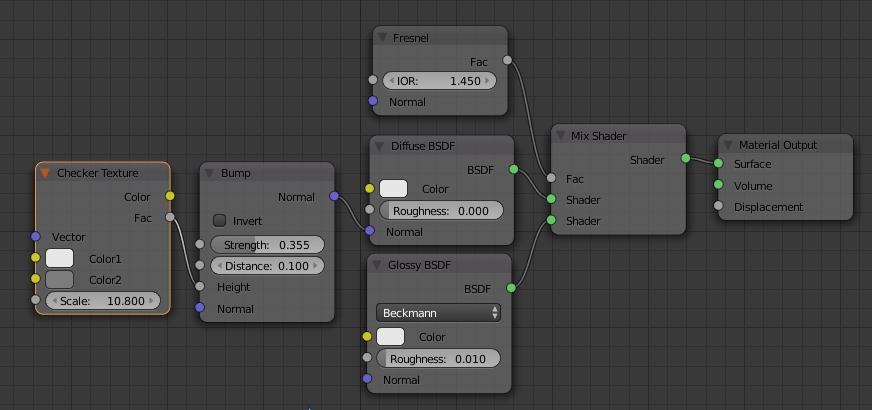 Checker Texture
Color
Fac
Vector
Color1
Color2
Scale: 10.800
Bump
Normal
Invert
Strength: 0.355
Distance: 0.100
Height
Normal
Fresnel
Fac
IOR: 1.450
Normal
Diffuse BSDF
BSDF
Color
Roughness: 0.000
Normal
Glossy BSDF
BSDF
Beckmann
Color
Roughness: 0.010
Normal
Mix Shader
Shader
Fac
Shader
Shader
Material Output
Surface
Volume
Displacement